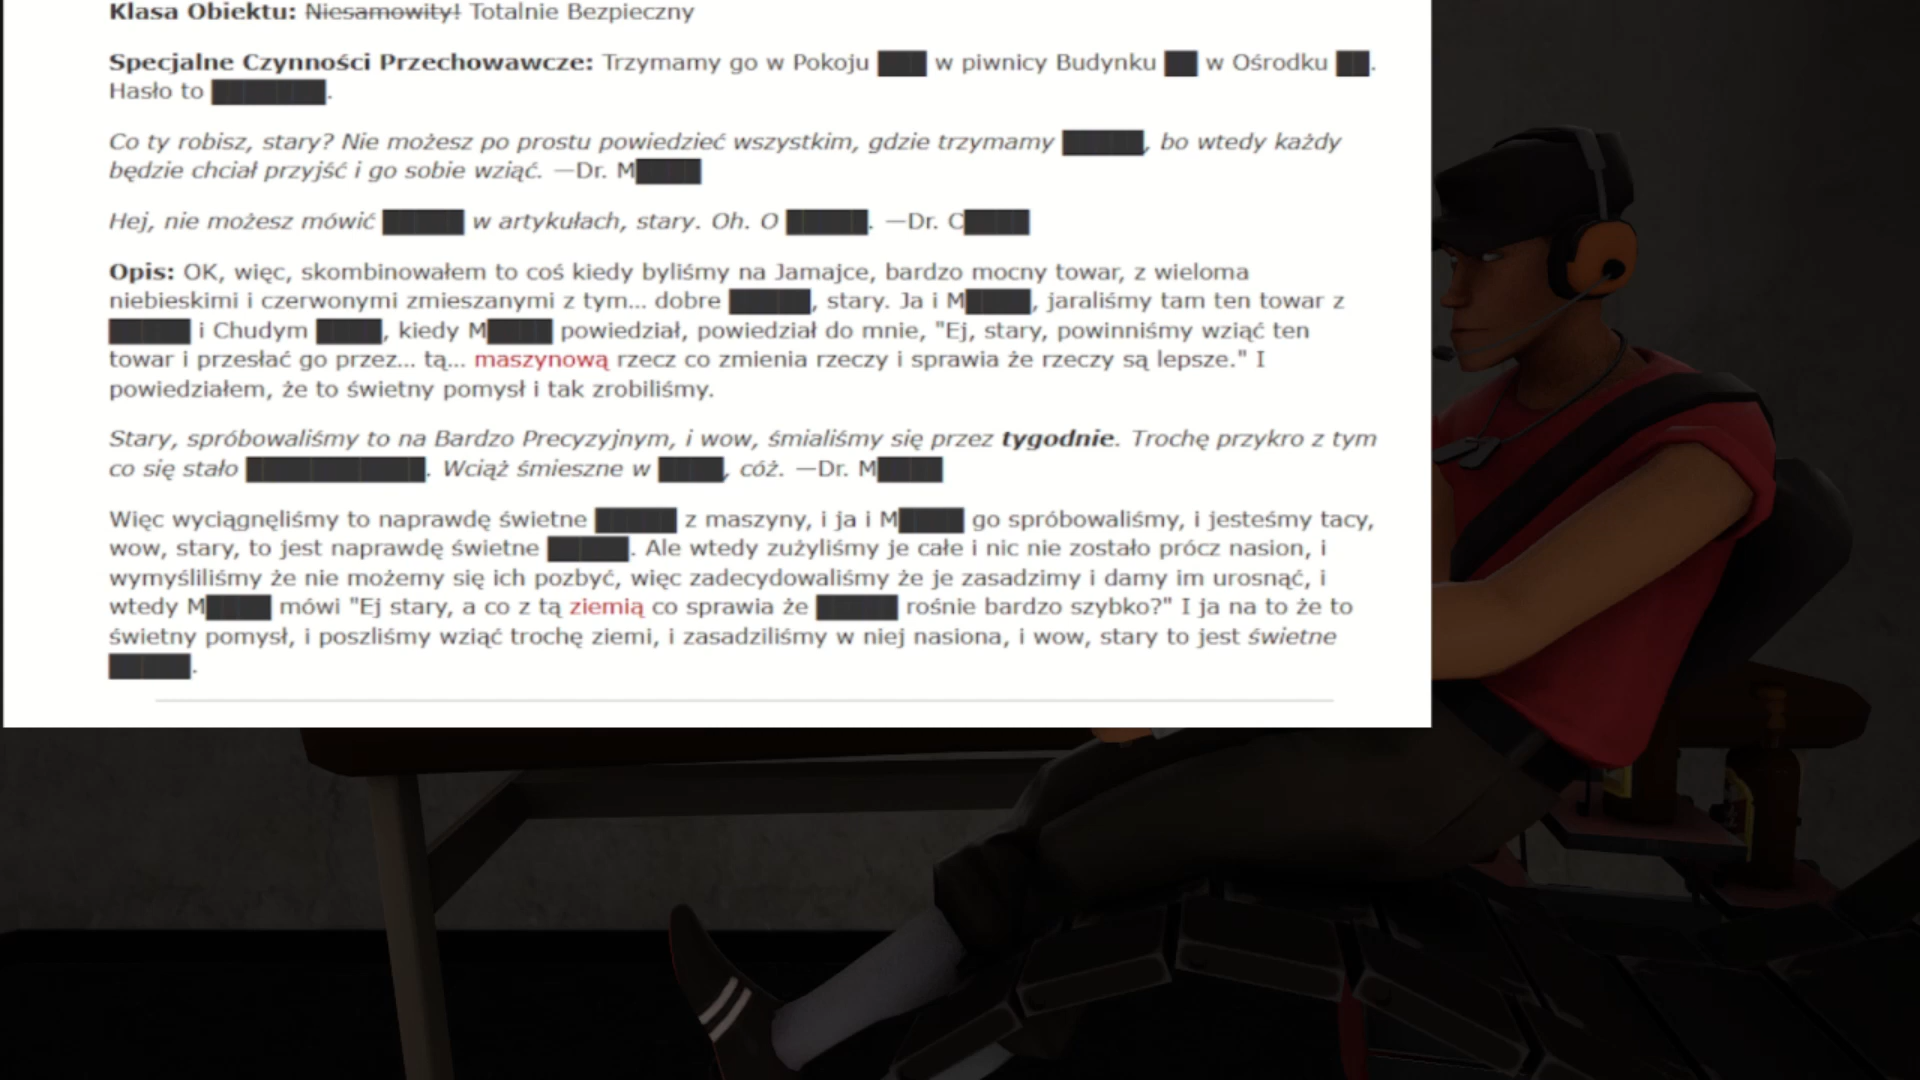 Klasa Obiektu: Niesamowity! Totalnie Bezpieczny
Specjalne Czynności Przechowawcze: Trzymamy go w Pokoju ███ w piwnicy Budynku ██ w Ośrodku ██.
Hasło to ███████.
Co ty robisz, stary? Nie możesz po prostu powiedzieć wszystkim, gdzie trzymamy █████, bo wtedy każdy
będzie chciał przyjść i go sobie wziąć. —Dr. M████
Hej, nie możesz mówić █████ w artykułach, stary. Oh. O █████. —Dr. C████
Opis: OK, więc, skombinowałem to coś kiedy byliśmy na Jamajce, bardzo mocny towar, z wieloma
niebieskimi i czerwonymi zmieszanymi z tym... dobre █████, stary. Ja i M████, jaraliśmy tam ten towar z
█████ i Chudym ████, kiedy M████ powiedział, powiedział do mnie, "Ej, stary, powinniśmy wziąć ten
towar i przesłać go przez... tą... maszynową rzecz co zmienia rzeczy i sprawia że rzeczy są lepsze." I
powiedziałem, że to świetny pomysł i tak zrobiliśmy.
Stary, spróbowaliśmy to na Bardzo Precyzyjnym, i wow, śmialiśmy się przez tygodnie. Trochę przykro z tym
co się stało ███████████. Wciąż śmieszne w ████, cóż. —Dr. M████
Więc wyciągnęliśmy to naprawdę świetne █████ z maszyny, i ja i M████ go spróbowaliśmy, i jesteśmy tacy,
wow, stary, to jest naprawdę świetne █████. Ale wtedy zużyliśmy je całe i nic nie zostało prócz nasion, i
wymyśliliśmy że nie możemy się ich pozbyć, więc zadecydowaliśmy że je zasadzimy i damy im urosnąć, i
wtedy M████ mówi "Ej stary, a co z tą ziemią co sprawia że █████ rośnie bardzo szybko?" I ja na to że to
świetny pomysł, i poszliśmy wziąć trochę ziemi, i zasadziliśmy w niej nasiona, i wow, stary to jest świetne
█████.